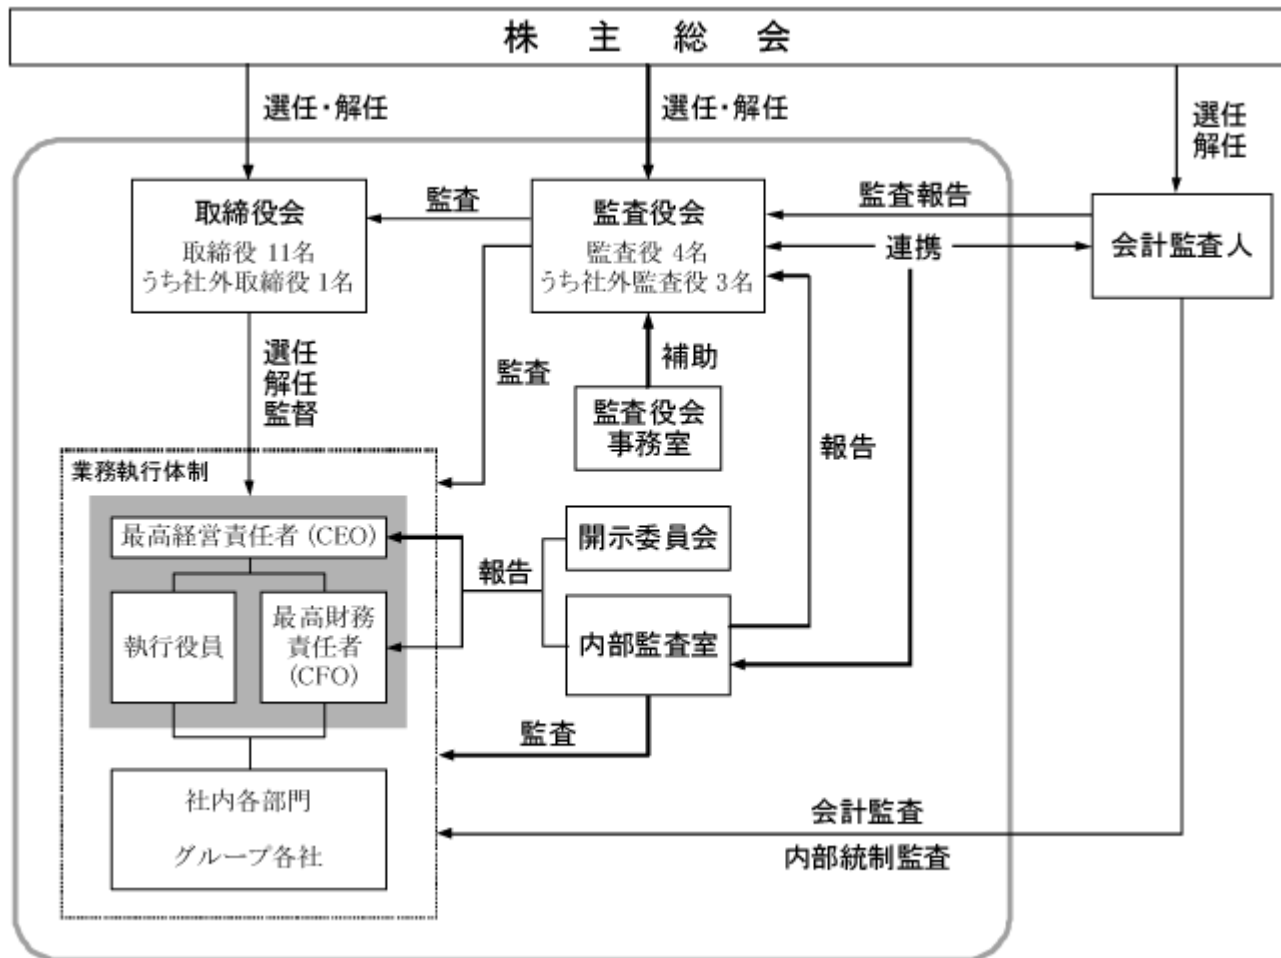 株主総会
選任・解任
選任・解任
選任
解任
取締役会
取締役 11名
うち社外取締役 1名
監査
監査役会
監査役 4名
うち社外監査役 3名
監査報告
連携
会計監査人
選任
解任
監督
監査
補助
監査役会
事務室
報告
業務執行体制
最高経営責任者 (CEO)
執行役員
最高財務
責任者
(CFO)
報告
開示委員会
内部監査室
監査
社内各部門
グループ各社
会計監査
内部統制監査